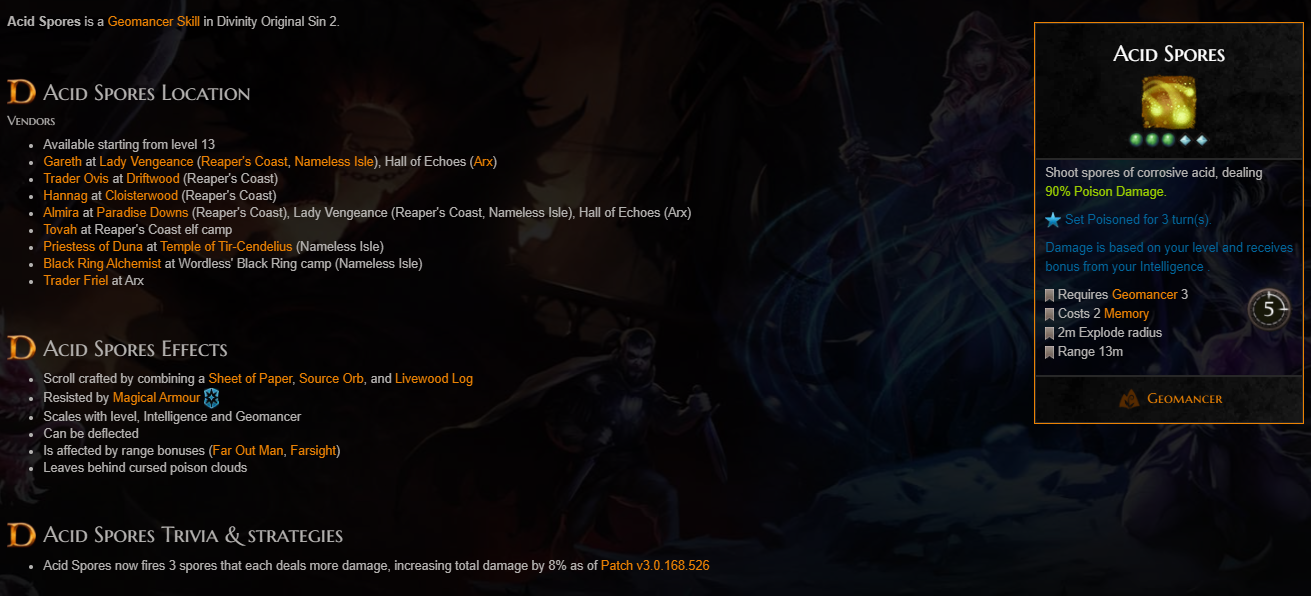 Acid Spores is a Geomancer Skill in Divinity Original Sin 2.
Acid Spores Location
Vendors
Available starting from level 13
Gareth at Lady Vengeance (Reaper's Coast, Nameless Isle), Hall of Echoes (Arx)
Trader Ovis at Driftwood (Reaper's Coast)
Hannag at Cloisterwood (Reaper's Coast)
Almira at Paradise Downs (Reaper's Coast), Lady Vengeance (Reaper's Coast, Nameless Isle), Hall of Echoes (Arx)
Tovah at Reaper's Coast elf camp
Priestess of Duna at Temple of Tir-Cendelius (Nameless Isle)
Black Ring Alchemist at Wordless' Black Ring camp (Nameless Isle)
Trader Friel at Arx
Acid Spores Effects
Scroll crafted by combining a Sheet of Paper, Source Orb, and Livewood Log
Resisted by Magical Armour
Scales with level, Intelligence and Geomancer
Can be deflected
Is affected by range bonuses (Far Out Man, Farsight)
Leaves behind cursed poison clouds
Acid Spores Trivia & strategies
Acid Spores now fires 3 spores that each deals more damage, increasing total damage by 8% as of Patch v3.0.168.526
Acid Spores
Shoot spores of corrosive acid, dealing
90% Poison Damage.
Set Poisoned for 3 turn(s).
Damage is based on your level and receives
bonus from your Intelligence .
Requires Geomancer 3
Costs 2 Memory
2m Explode radius
Range 13m
5
Geomancer